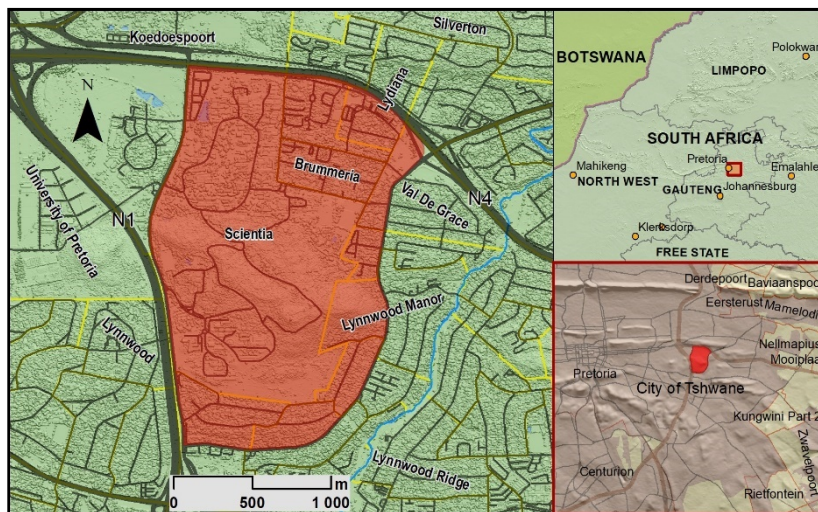 Koedoespoort
Silverton
N
Lydiana
Brummeria
University of Pretoria
N1
Val De Grace
N4
Scientia
Lynnwood
Lynnwood Manor
Lynnwood Ridge
m
0 500 1 000
BOTSWANA
Polokwan
LIMPOPO
SOUTH AFRICA
Pretoria
Mahikeng
Emalahle
NORTH WEST
GAUTENG
Johannesburg
Klerksdorp
FREE STATE
Derdepoort
Baviaanspoo
Eersterust
Mamelodi
Nellmapius
Mooiplaa
Pretoria
City of Tshwane
Kungwini Part 2
Zwavelpoort
Centurion
Rietfontein